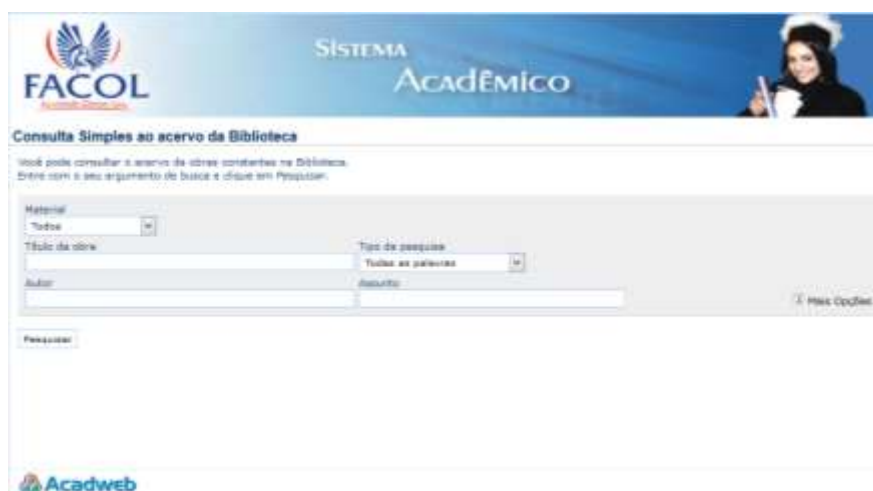 FACOL
Sistema
Acadêmico
Consulta Simples ao acervo da Biblioteca
Você pode consultar o acervo de obras constantes na Biblioteca.
Entre com o seu argumento de busca e clique em Pesquisar.
Material
Todos
Título da obra
Tipo de pesquisa
Todas as palavras
Autor
Assunto
Mais Opções
Pesquisar
Acadweb